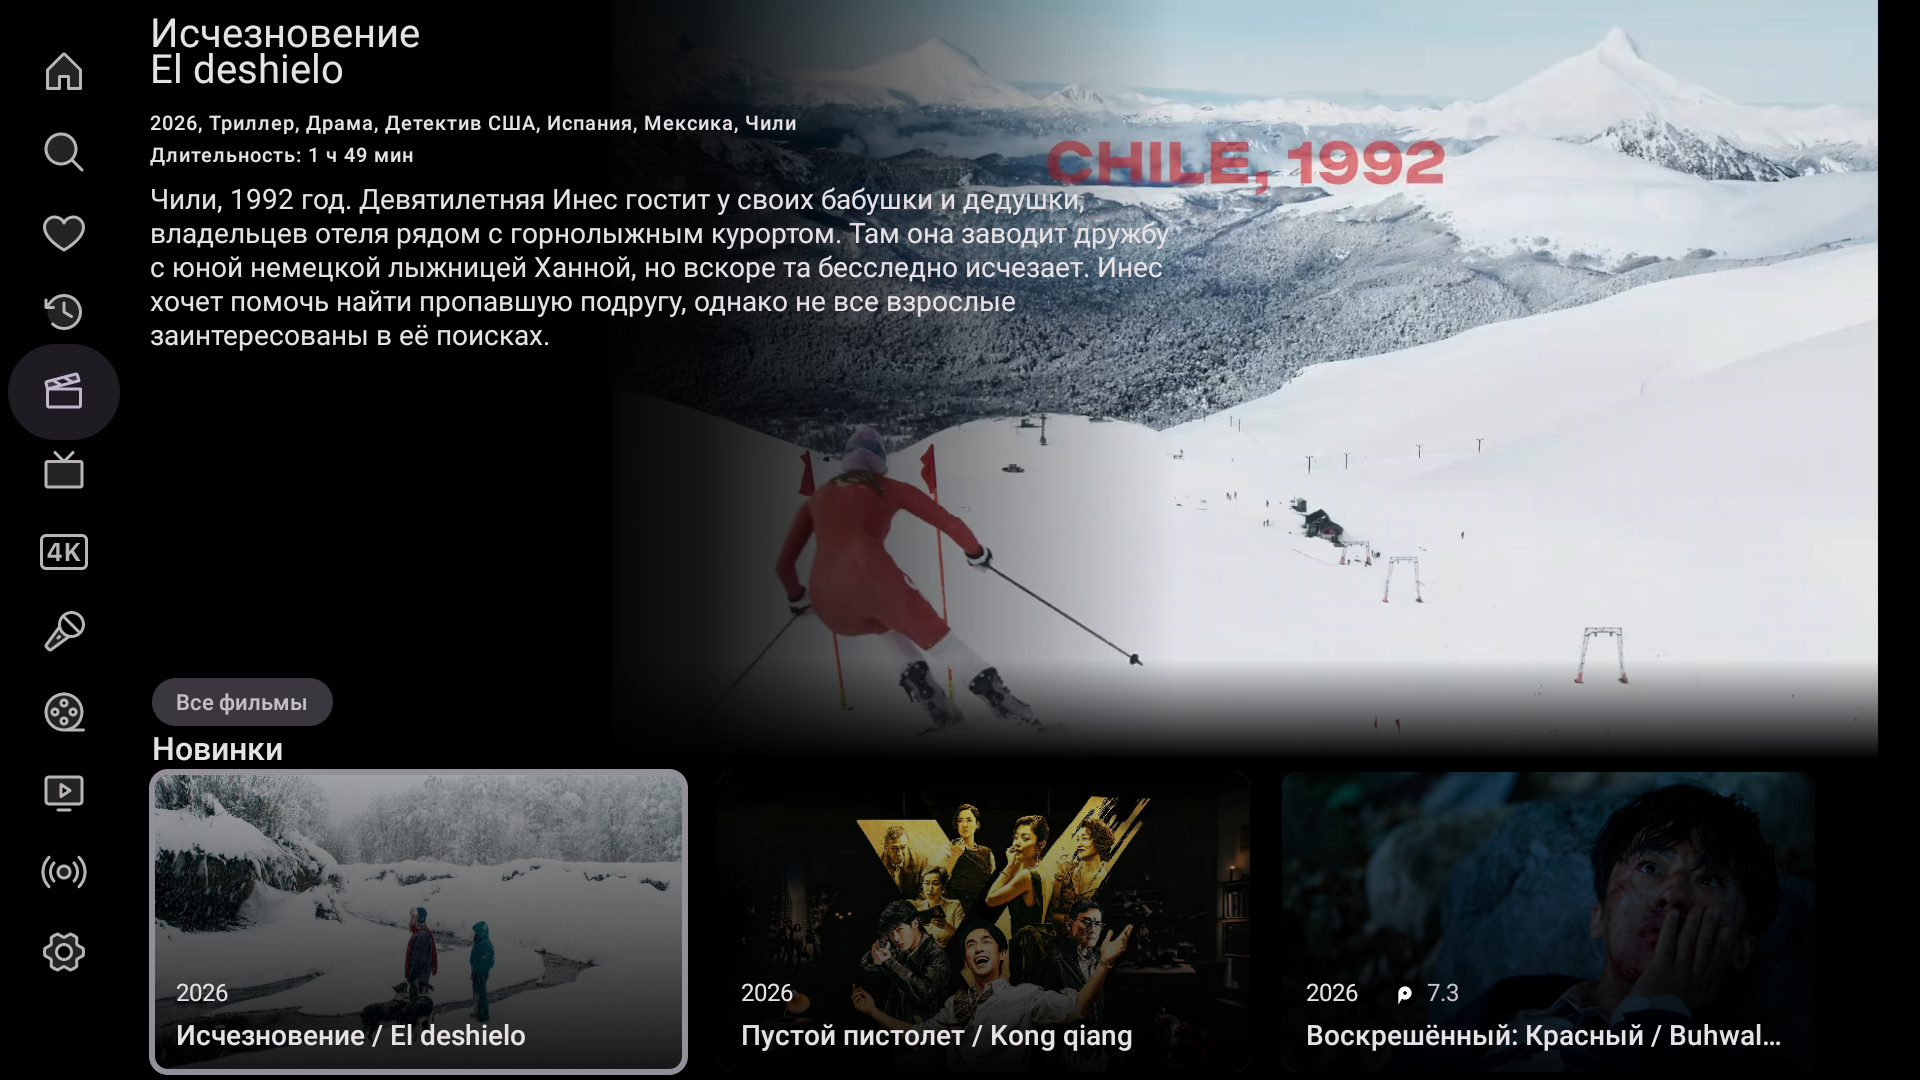 Исчезновение
El deshielo
2026, Триллер, Драма, Детектив США, Испания, Мексика, Чили
Длительность: 1 ч 49 мин
CHILE, 1992
Чили, 1992 год. Девятилетняя Инес гостит у своих бабушки и дедушки,
владельцев отеля рядом с горнолыжным курортом. Там она заводит дружбу
с юной немецкой лыжницей Ханной, но вскоре та бесследно исчезает. Инес
хочет помочь найти пропавшую подругу, однако не все взрослые
заинтересованы в её поисках.
4K
Все фильмы
Новинки
2026
Исчезновение / El deshielo
2026
Пустой пистолет / Kong qiang
2026 7.3
Воскрешённый: Красный / Buhwal...